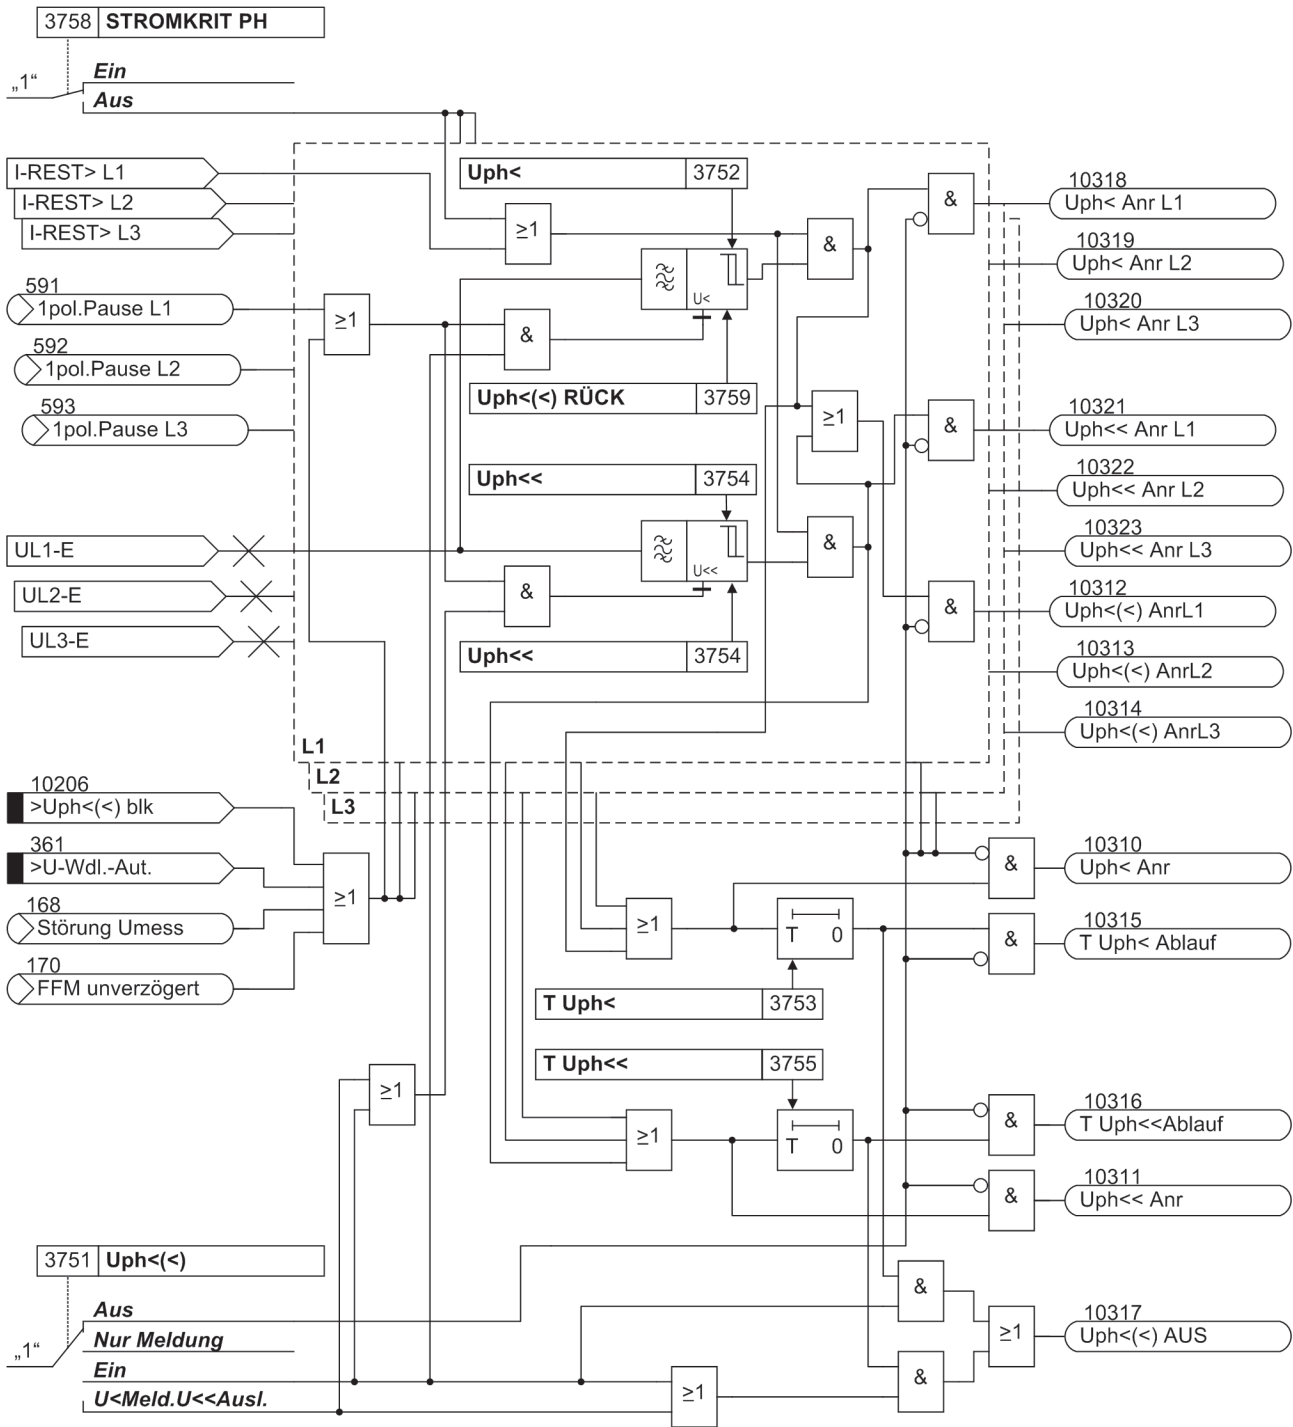 3758 STROMKRIT PH
Ein
„1“
Aus
I-REST> L1
I-REST> L2
I-REST> L3
Uph< 3752
≥1
&
&
10318
Uph< Anr L1
10319
Uph< Anr L2
10320
Uph< Anr L3
591
1pol.Pause L1
592
1pol.Pause L2
593
1pol.Pause L3
≥1
&
U<
Uph<(<) RÜCK 3759
≥1
&
10321
Uph<< Anr L1
10322
Uph<< Anr L2
10323
Uph<< Anr L3
Uph<< 3754
UL1-E
UL2-E
UL3-E
&
U<<
&
&
Uph<< 3754
10312
Uph<(<) AnrL1
10313
Uph<(<) AnrL2
10314
Uph<(<) AnrL3
L1
L2
L3
10206
>Uph<(<) blk
361
>U-Wdl.-Aut.
168
Störung Umess
170
FFM unverzögert
≥1
&
10310
Uph< Anr
≥1
T 0
&
10315
T Uph< Ablauf
T Uph< 3753
T Uph<< 3755
≥1
≥1
T 0
&
10316
T Uph<<Ablauf
&
10311
Uph<< Anr
3751 Uph<(<)
Aus
Nur Meldung
„1“
Ein
U<Meld.U<<Ausl.
≥1
&
&
≥1
10317
Uph<(<) AUS